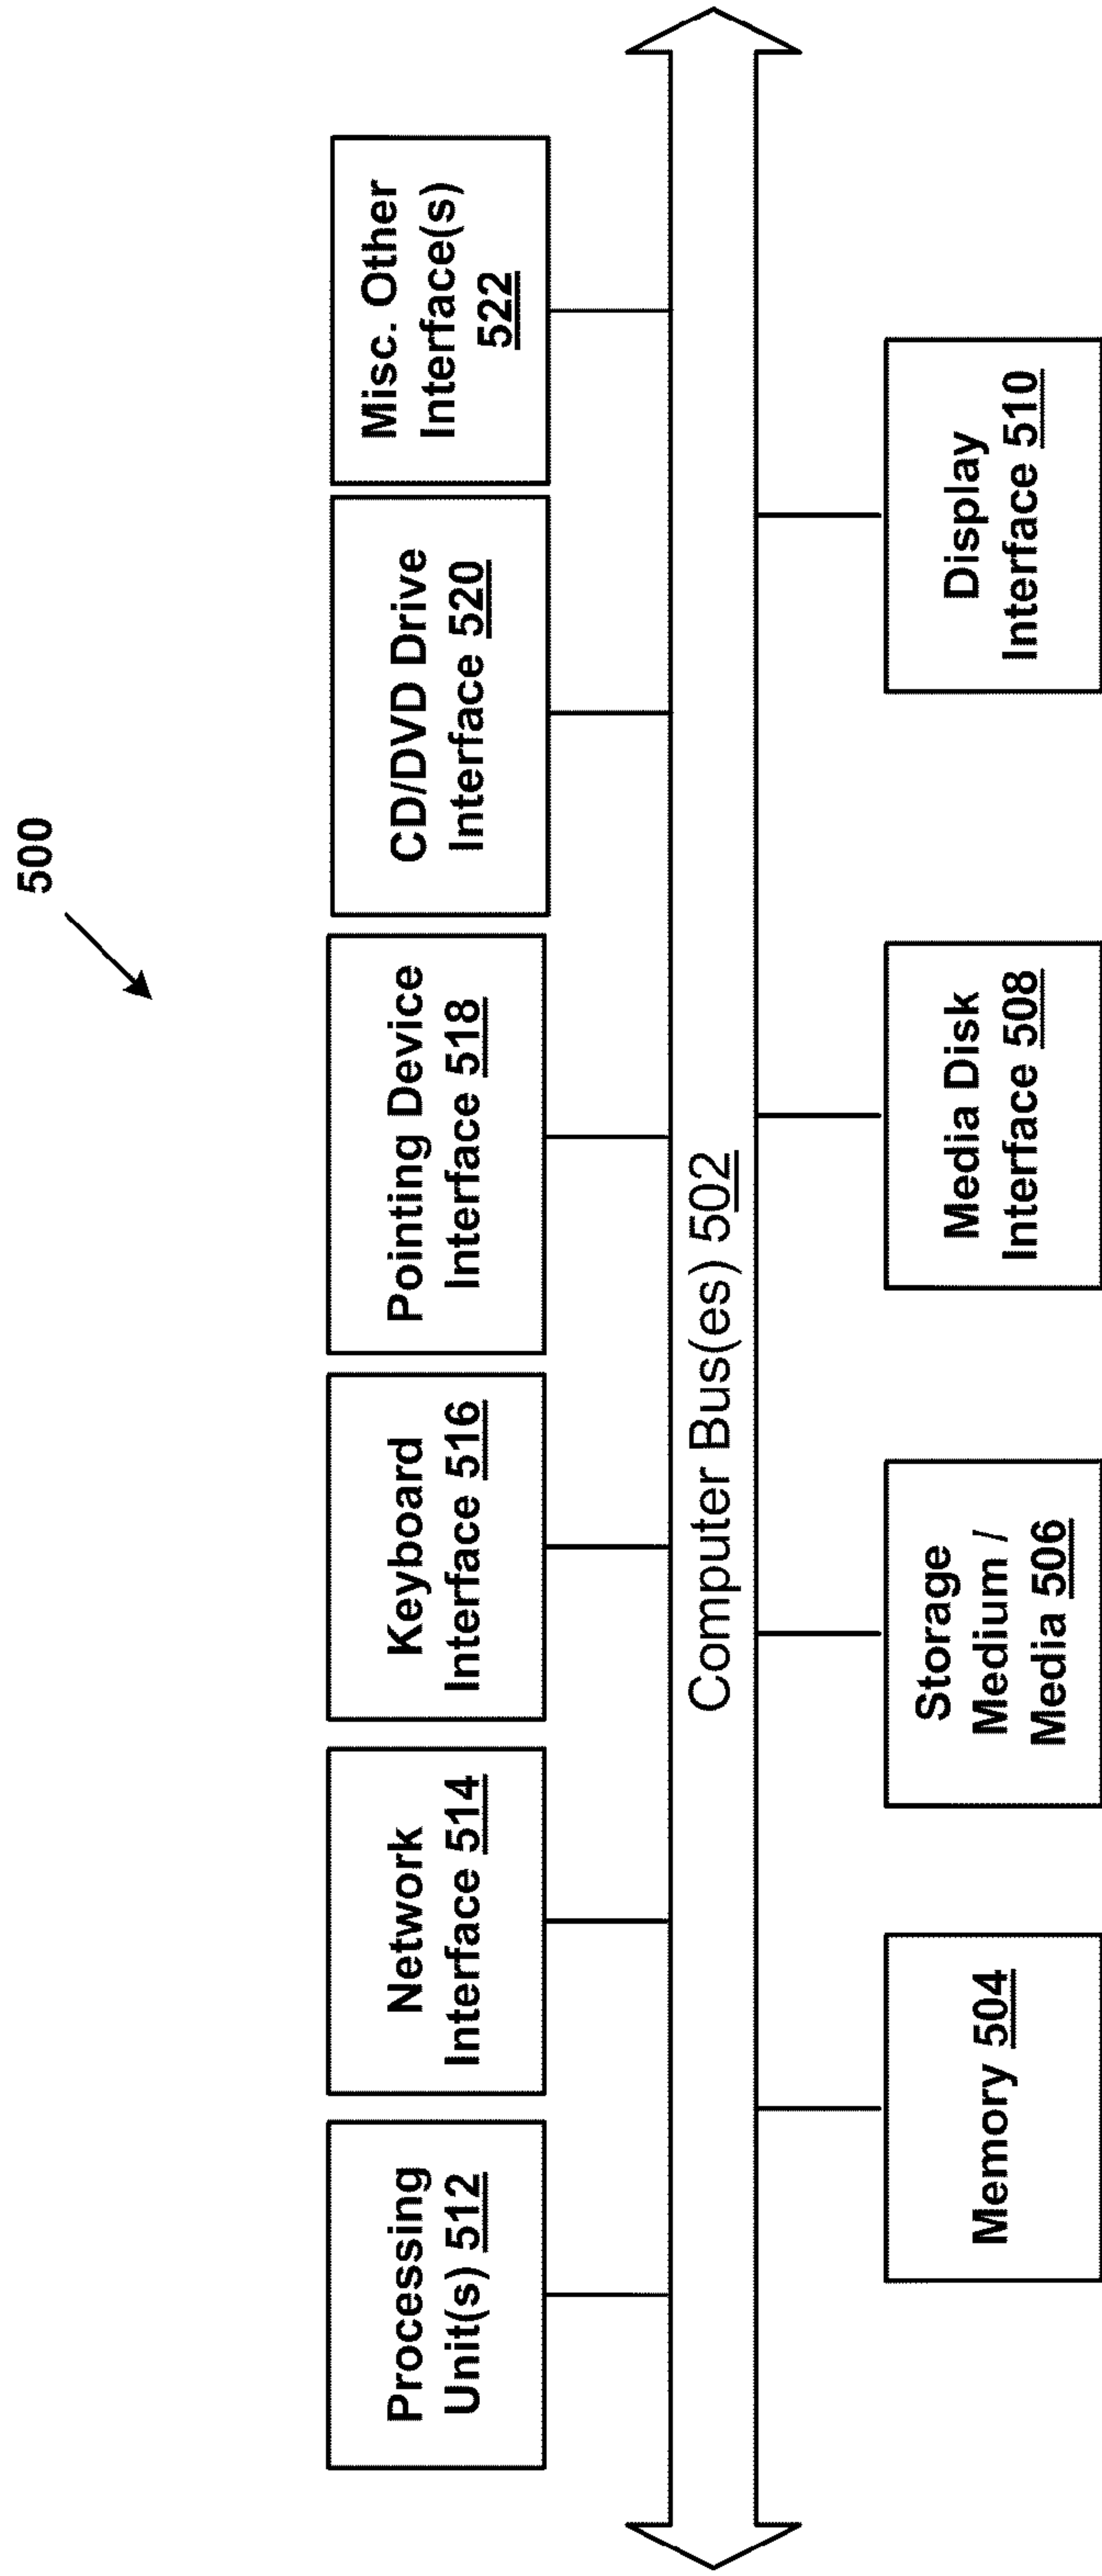 500
Processing
Unit(s) 512
Network
Interface 514
Keyboard
Interface 516
Pointing Device
Interface 518
CD/DVD Drive
Interface 520
Misc. Other
Interface(s)
522
Computer Bus(es) 502
Memory 504
Storage
Medium /
Media 506
Media Disk
Interface 508
Display
Interface 510